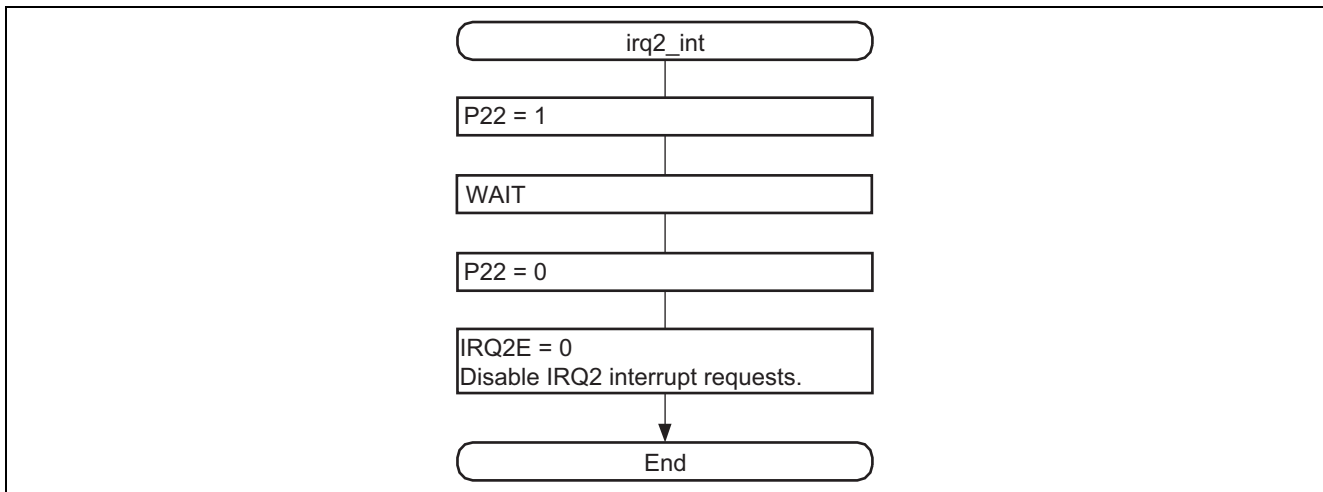 irq2_int
P22 = 1
WAIT
P22 = 0
IRQ2E = 0
Disable IRQ2 interrupt requests.
End